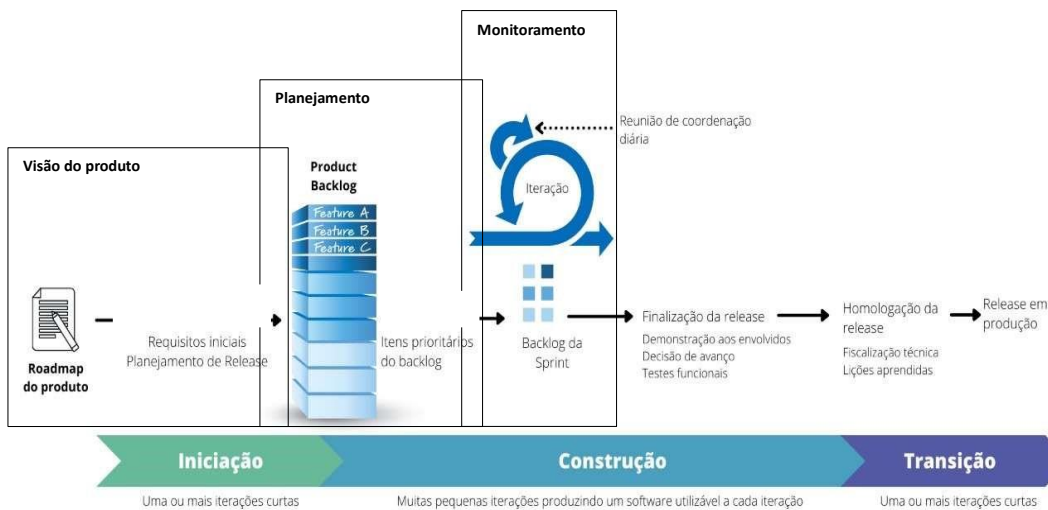 Monitoramento
Planejamento
Reunião de coordenação
diária
Visão do produto
Product
Backlog
Iteração
Feature A
Feature B
Feature C
Roadmap
do produto
Requisitos iniciais
Planejamento de Release
Itens prioritários
do backlog
Backlog da
Sprint
Finalização da release
Demonstração aos envolvidos
Decisão de avanço
Testes funcionais
Homologação da
release
Fiscalização técnica
Lições aprendidas
Release em
produção
Iniciação
Construção
Transição
Uma ou mais iterações curtas
Muitas pequenas iterações produzindo um software utilizável a cada iteração
Uma ou mais iterações curtas